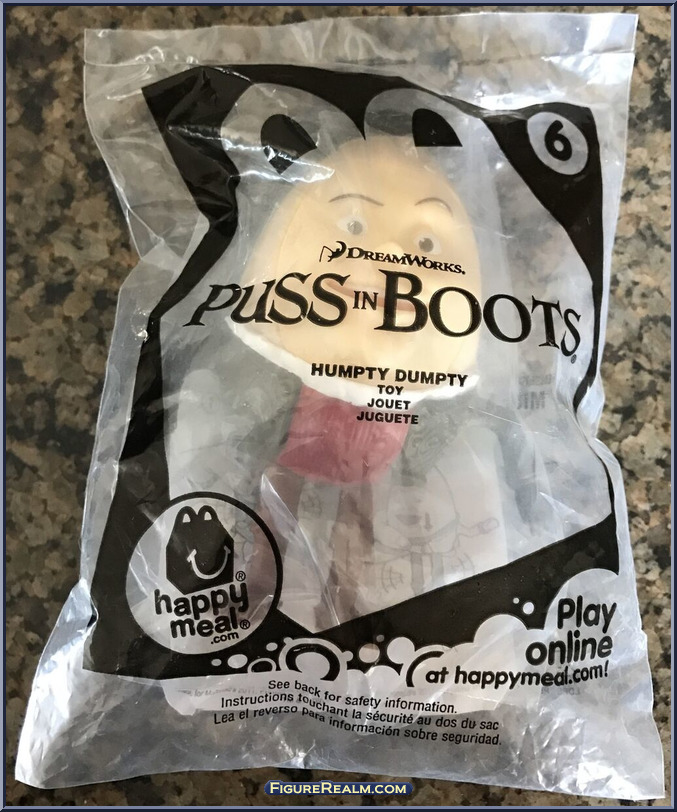 6
DREAMWORKS®
PUSS IN BOOTS®
HUMPTY DUMPTY
TOY
JOUET
JUGUETE
happy
meal®
.com
Play
online
at happymeal.com!
See back for safety information.
Instructions touchant la sécurité au dos du sac
Lea el reverso para información sobre seguridad.
FIGUREREALM.COM